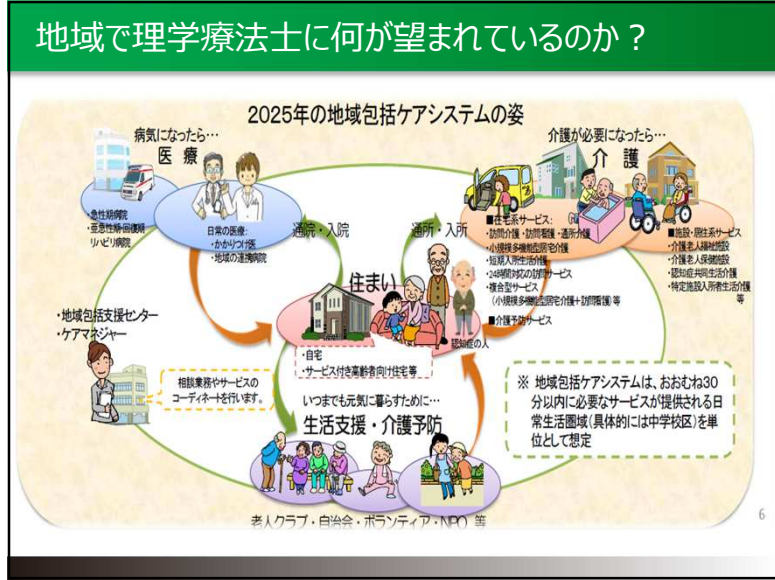 地域で理学療法士に何が望まれているのか？
2025年の地域包括ケアシステムの姿
病気になったら…
医 療
・急性期病院
・亜急性期・回復期
リハビリ病院
日常の医療:
・かかりつけ医
・地域の連携病院
通院・入院
通所・入所
介護が必要になったら…
介 護
■在宅系サービス:
・訪問介護・訪問看護・通所介護
・小規模多機能型居宅介護
・短期入所生活介護
・24時間対応の訪問サービス
・複合型サービス
（小規模多機能型居宅介護＋訪問看護）等
■介護予防サービス
■施設・居住系サービス
・介護老人福祉施設
・介護老人保健施設
・認知症共同生活介護
・特定施設入所者生活介護
等
住まい
認知症の人
・自宅
・サービス付き高齢者向け住宅等
・地域包括支援センター
・ケアマネジャー
相談業務やサービスの
コーディネートを行います。
いつまでも元気に暮らすために…
生活支援・介護予防
老人クラブ・自治会・ボランティア・NPO 等
※ 地域包括ケアシステムは、おおむね30
分以内に必要なサービスが提供される日
常生活圏域（具体的には中学校区）を単
位として想定
6